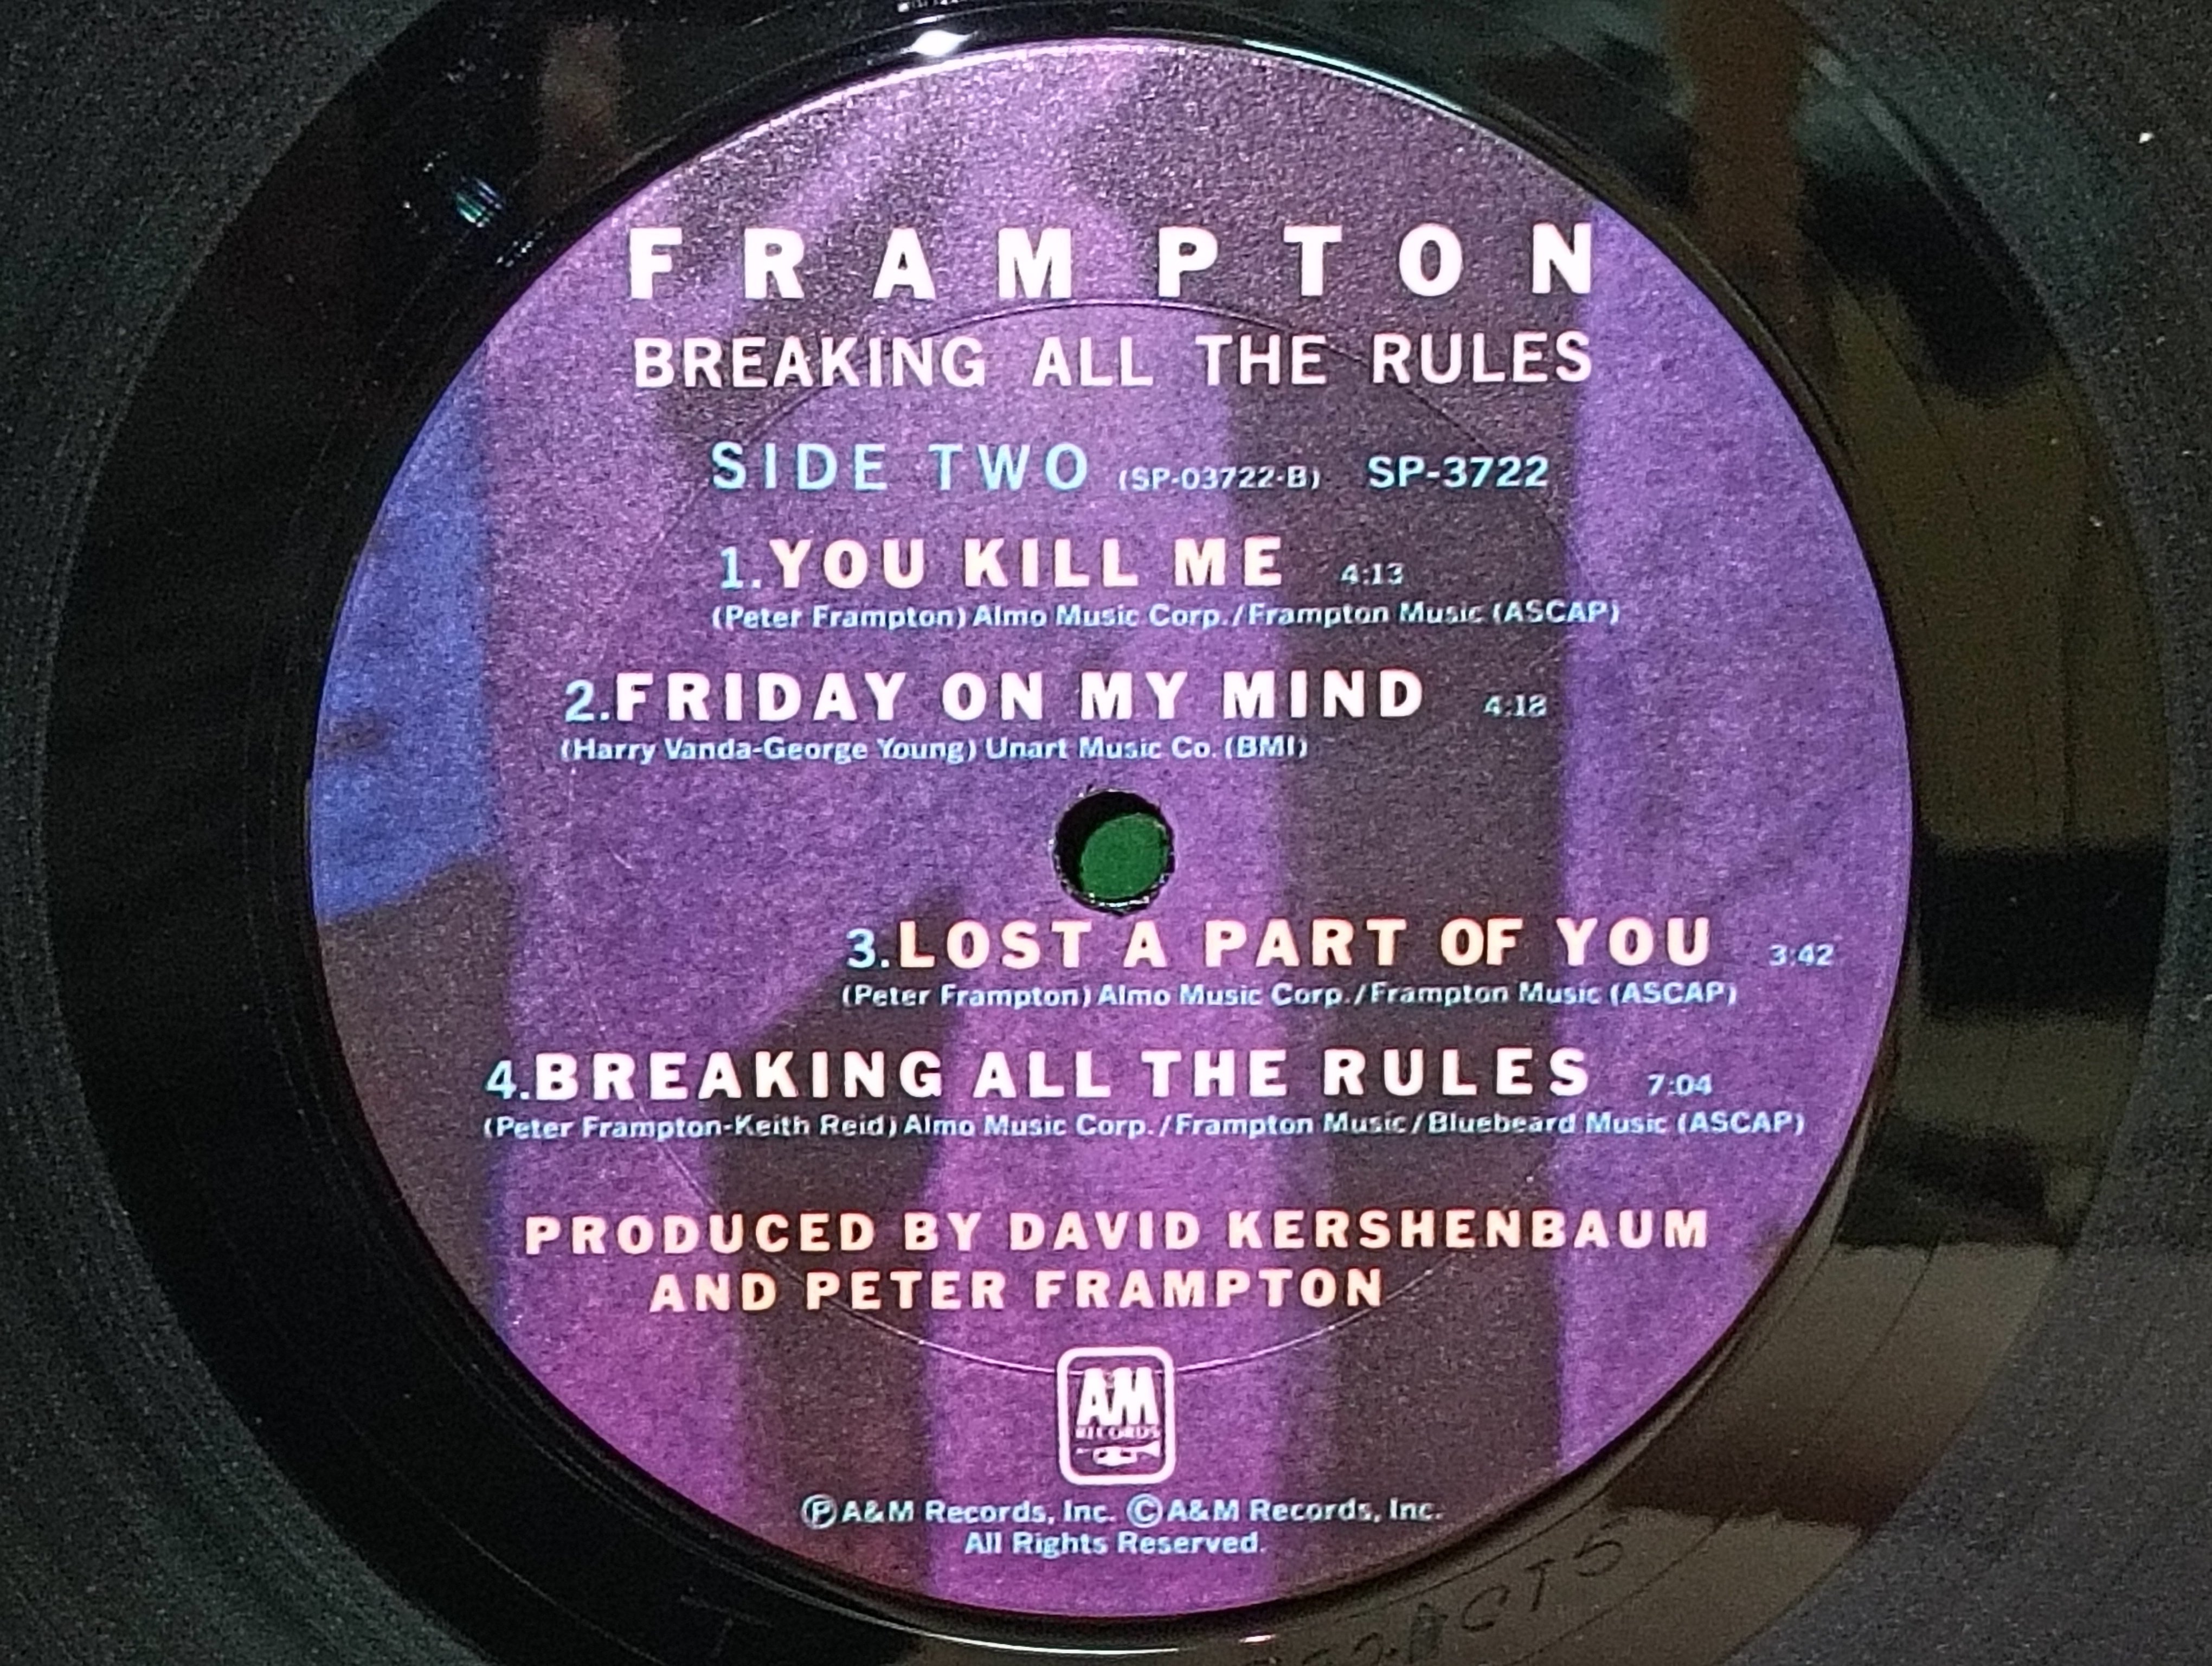 FRAMPTON
BREAKING ALL THE RULES
SIDE TWO (SP-03722-B) SP-3722
1.YOU KILL ME 4:13
(Peter Frampton) Almo Music Corp./Frampton Music (ASCAP)
2.FRIDAY ON MY MIND 4:18
(Harry Vanda-George Young) Unart Music Co. (BMI)
3.LOST A PART OF YOU 3:42
(Peter Frampton) Almo Music Corp./Frampton Music (ASCAP)
4.BREAKING ALL THE RULES 7:04
(Peter Frampton-Keith Reid) Almo Music Corp./Frampton Music/Bluebeard Music (ASCAP)
PRODUCED BY DAVID KERSHENBAUM
AND PETER FRAMPTON
A&M
RECORDS
ⓅA&M Records, Inc. ©A&M Records, Inc.
All Rights Reserved.